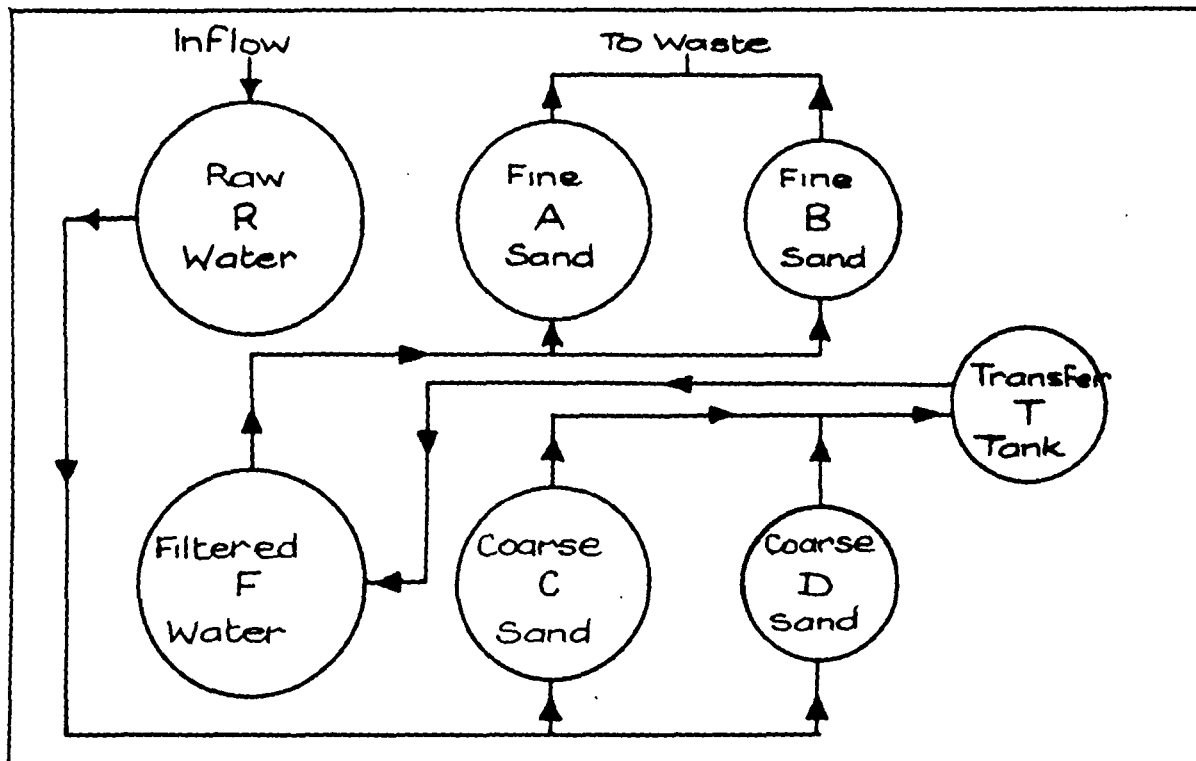 Inflow
To Waste
Raw
R
Water
Fine
A
Sand
Fine
B
Sand
Transfer
T
Tank
Filtered
F
Water
Coarse
C
Sand
Coarse
D
Sand